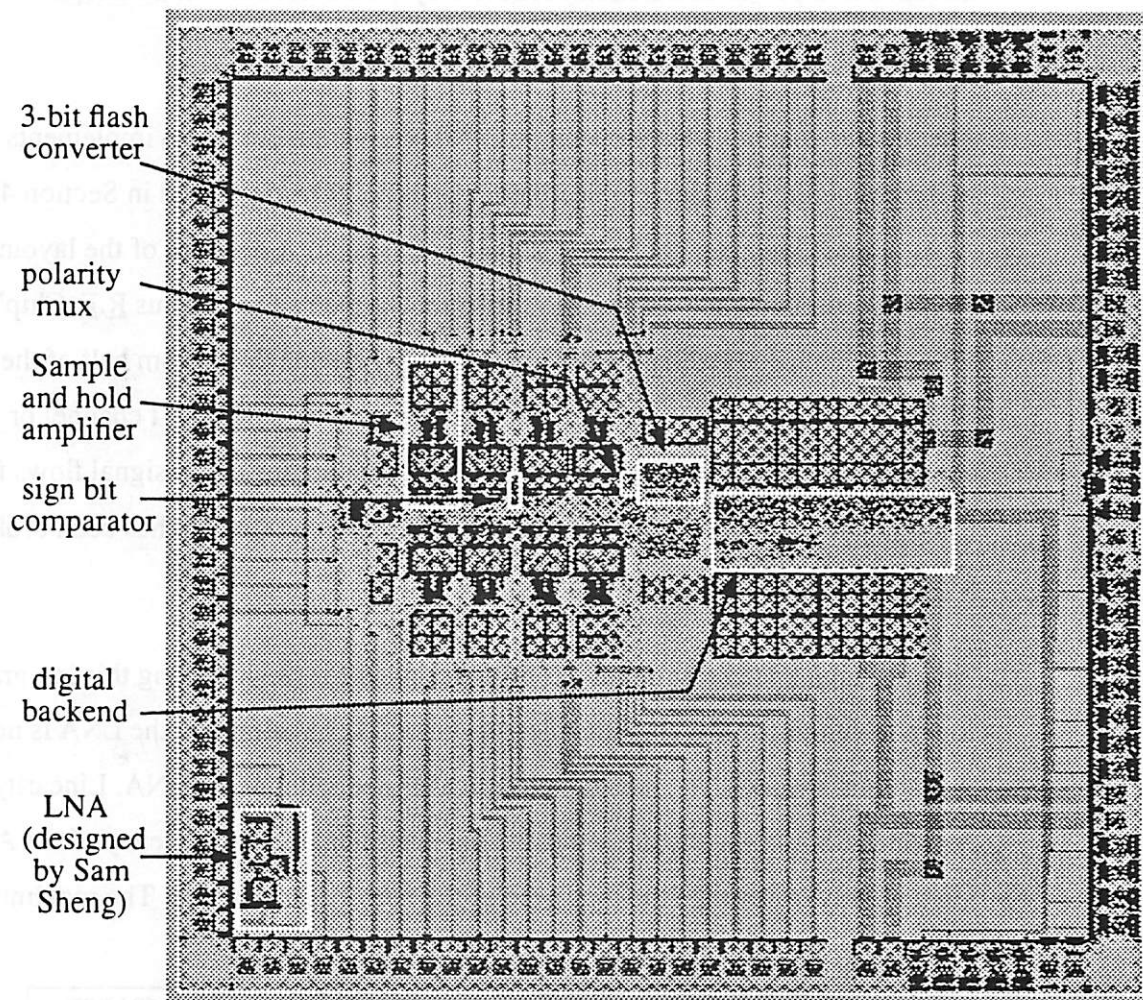 3-bit flash
converter
polarity
mux
Sample
and hold
amplifier
sign bit
comparator
digital
backend
LNA
(designed
by Sam
Sheng)